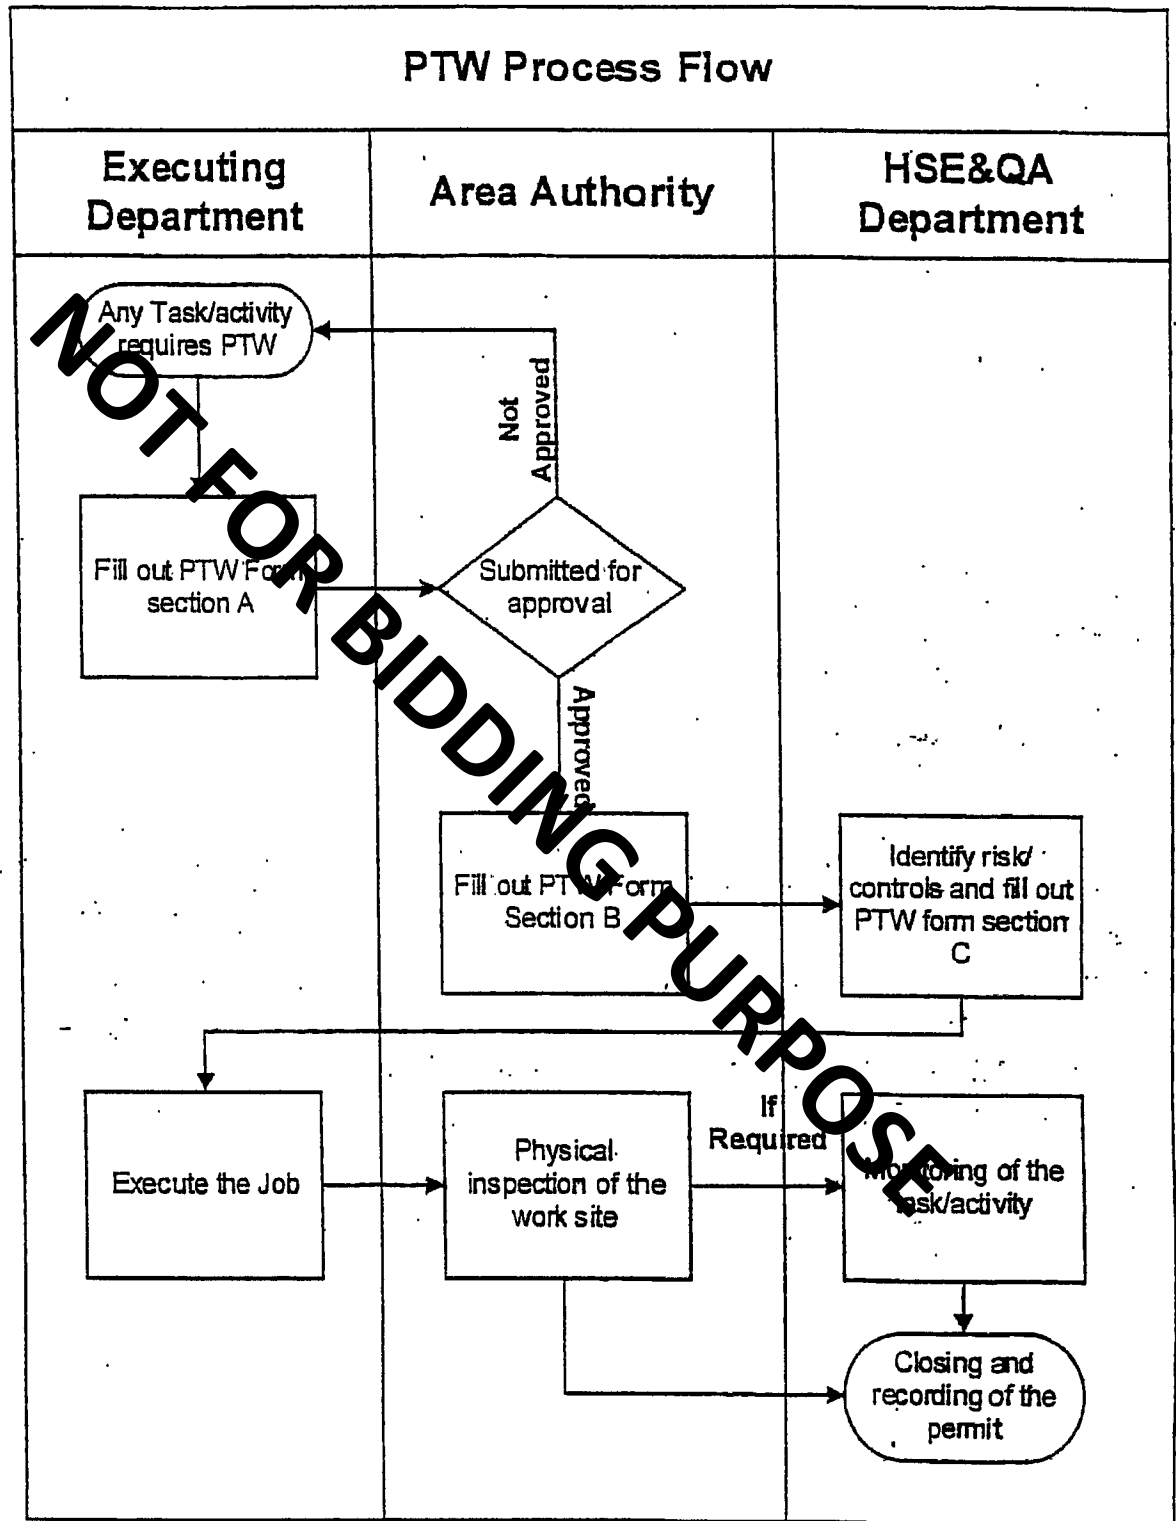 PTW Process Flow
Executing
Department
Area Authority
HSE&QA
Department
Any Task/activity
requires PTW
Not
Approved
Fill out PTW Form
section A
Submitted for
approval
Approved
Fill out PTW Form
Section B
Identify risk/
controls and fill out
PTW form section
C
Execute the Job
Physical
inspection of the
work site
If
Required
Monitoring of the
task/activity
Closing and
recording of the
permit
NOT FOR BIDDING PURPOSE